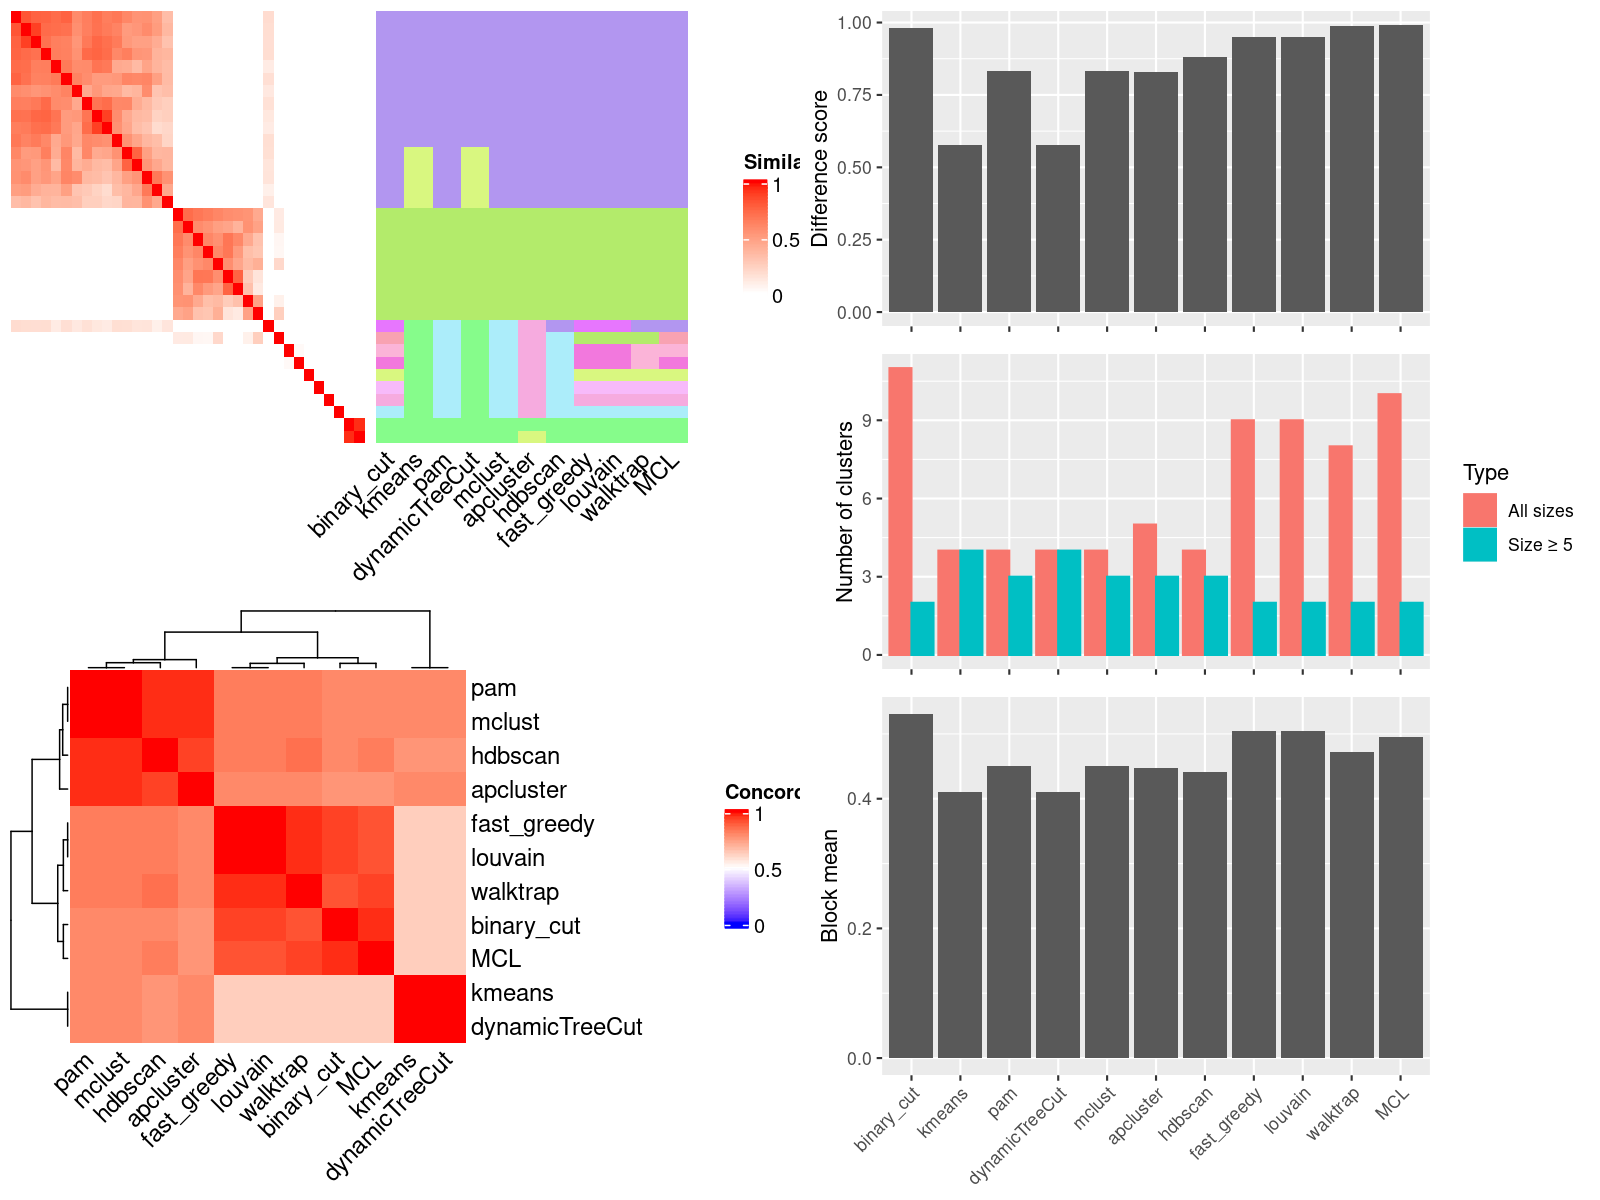 Simila
1
0.5
0
binary_cut
kmeans
pam
dynamicTreeCut
mclust
apcluster
hdbscan
fast_greedy
louvain
walktrap
MCL
pam
mclust
hdbscan
apcluster
fast_greedy
louvain
walktrap
binary_cut
MCL
kmeans
dynamicTreeCut
Concord
1
0.5
0
pam
mclust
hdbscan
apcluster
fast_greedy
louvain
walktrap
binary_cut
MCL
kmeans
dynamicTreeCut
Difference score
1.00
0.75
0.50
0.25
0.00
Number of clusters
9
6
3
0
Type
All sizes
Size ≥ 5
Block mean
0.4
0.2
0.0
binary_cut
kmeans
pam
dynamicTreeCut
mclust
apcluster
hdbscan
fast_greedy
louvain
walktrap
MCL